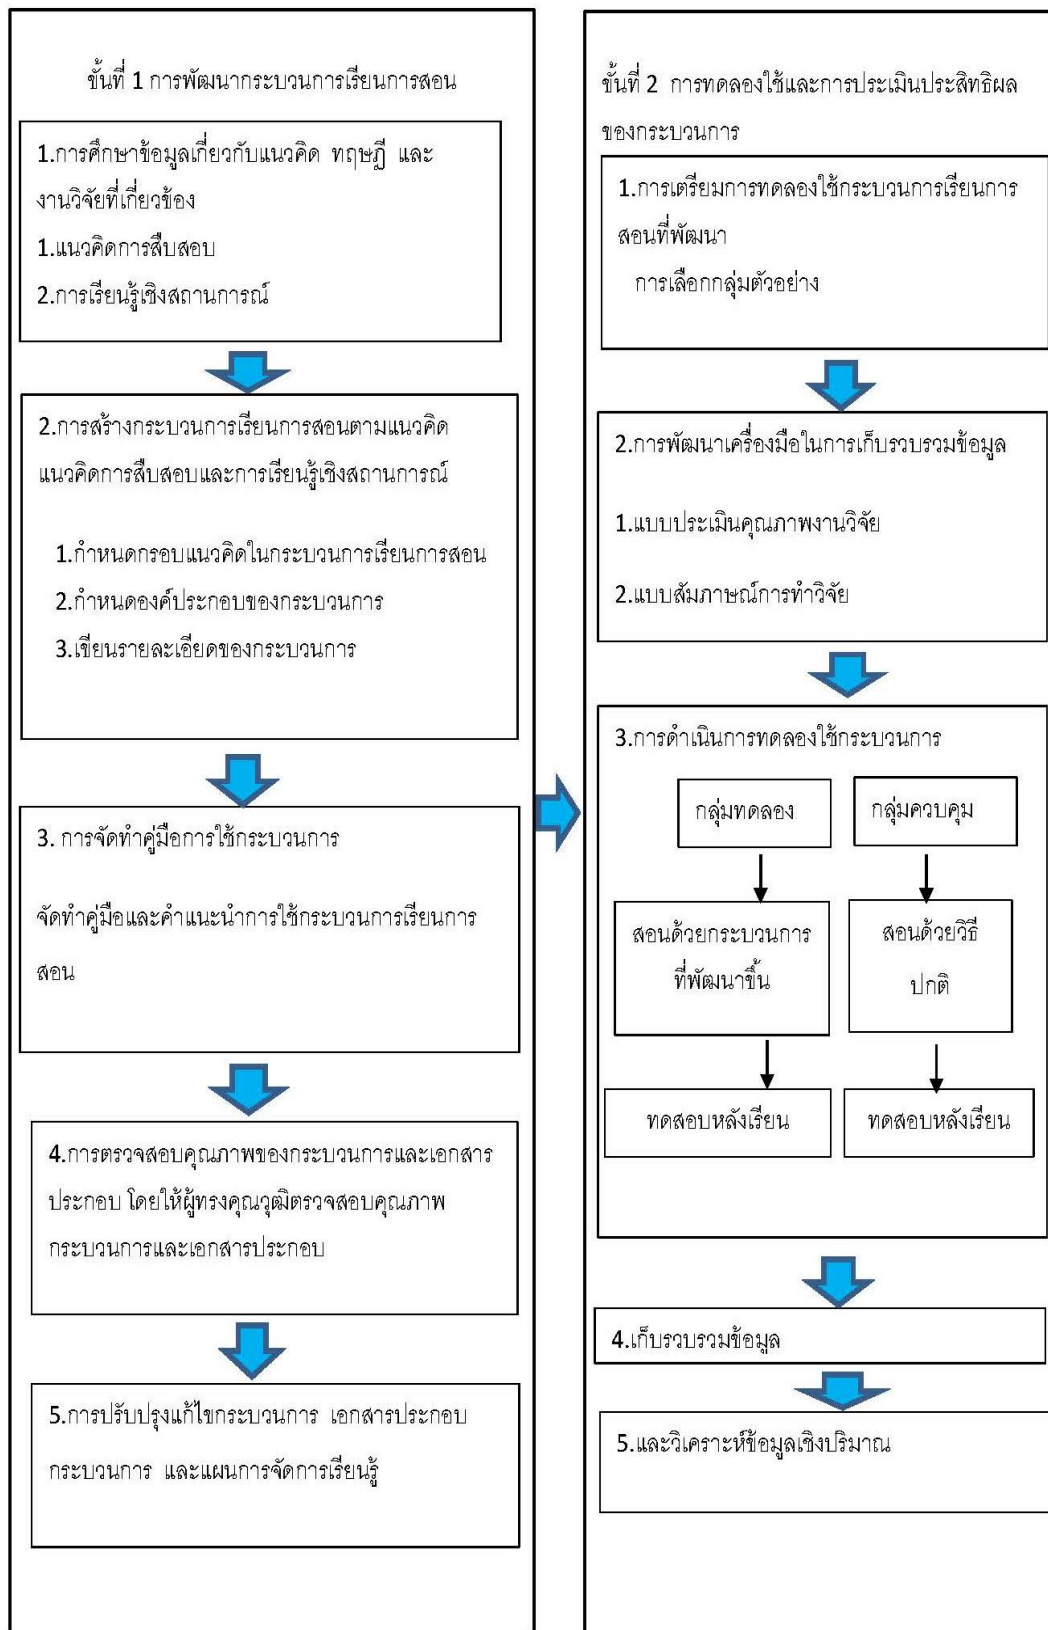 ขั้นที่ 1 การพัฒนากระบวนการเรียนการสอน
1.การศึกษาข้อมูลเกี่ยวกับแนวคิด ทฤษฎี และ
งานวิจัยที่เกี่ยวข้อง
1.แนวคิดการสืบสอบ
2.การเรียนรู้เชิงสถานการณ์
2.การสร้างกระบวนการเรียนการสอนตามแนวคิด
แนวคิดการสืบสอบและการเรียนรู้เชิงสถานการณ์
1.กำหนดกรอบแนวคิดในกระบวนการเรียนการสอน
2.กำหนดองค์ประกอบของกระบวนการ
3.เขียนรายละเอียดของกระบวนการ
3. การจัดทำคู่มือการใช้กระบวนการ
จัดทำคู่มือและคำแนะนำการใช้กระบวนการเรียนการ
สอน
4.การตรวจสอบคุณภาพของกระบวนการและเอกสาร
ประกอบ โดยให้ผู้ทรงคุณวุฒิตรวจสอบคุณภาพ
กระบวนการและเอกสารประกอบ
5.การปรับปรุงแก้ไขกระบวนการ เอกสารประกอบ
กระบวนการ และแผนการจัดการเรียนรู้
ขั้นที่ 2 การทดลองใช้และการประเมินประสิทธิผล
ของกระบวนการ
1.การเตรียมการทดลองใช้กระบวนการเรียนการ
สอนที่พัฒนา
การเลือกกลุ่มตัวอย่าง
2.การพัฒนาเครื่องมือในการเก็บรวบรวมข้อมูล
1.แบบประเมินคุณภาพงานวิจัย
2.แบบสัมภาษณ์การทำวิจัย
3.การดำเนินการทดลองใช้กระบวนการ
กลุ่มทดลอง
กลุ่มควบคุม
สอนด้วยกระบวนการ
ที่พัฒนาขึ้น
สอนด้วยวิธี
ปกติ
ทดสอบหลังเรียน
ทดสอบหลังเรียน
4.เก็บรวบรวมข้อมูล
5.และวิเคราะห์ข้อมูลเชิงปริมาณ